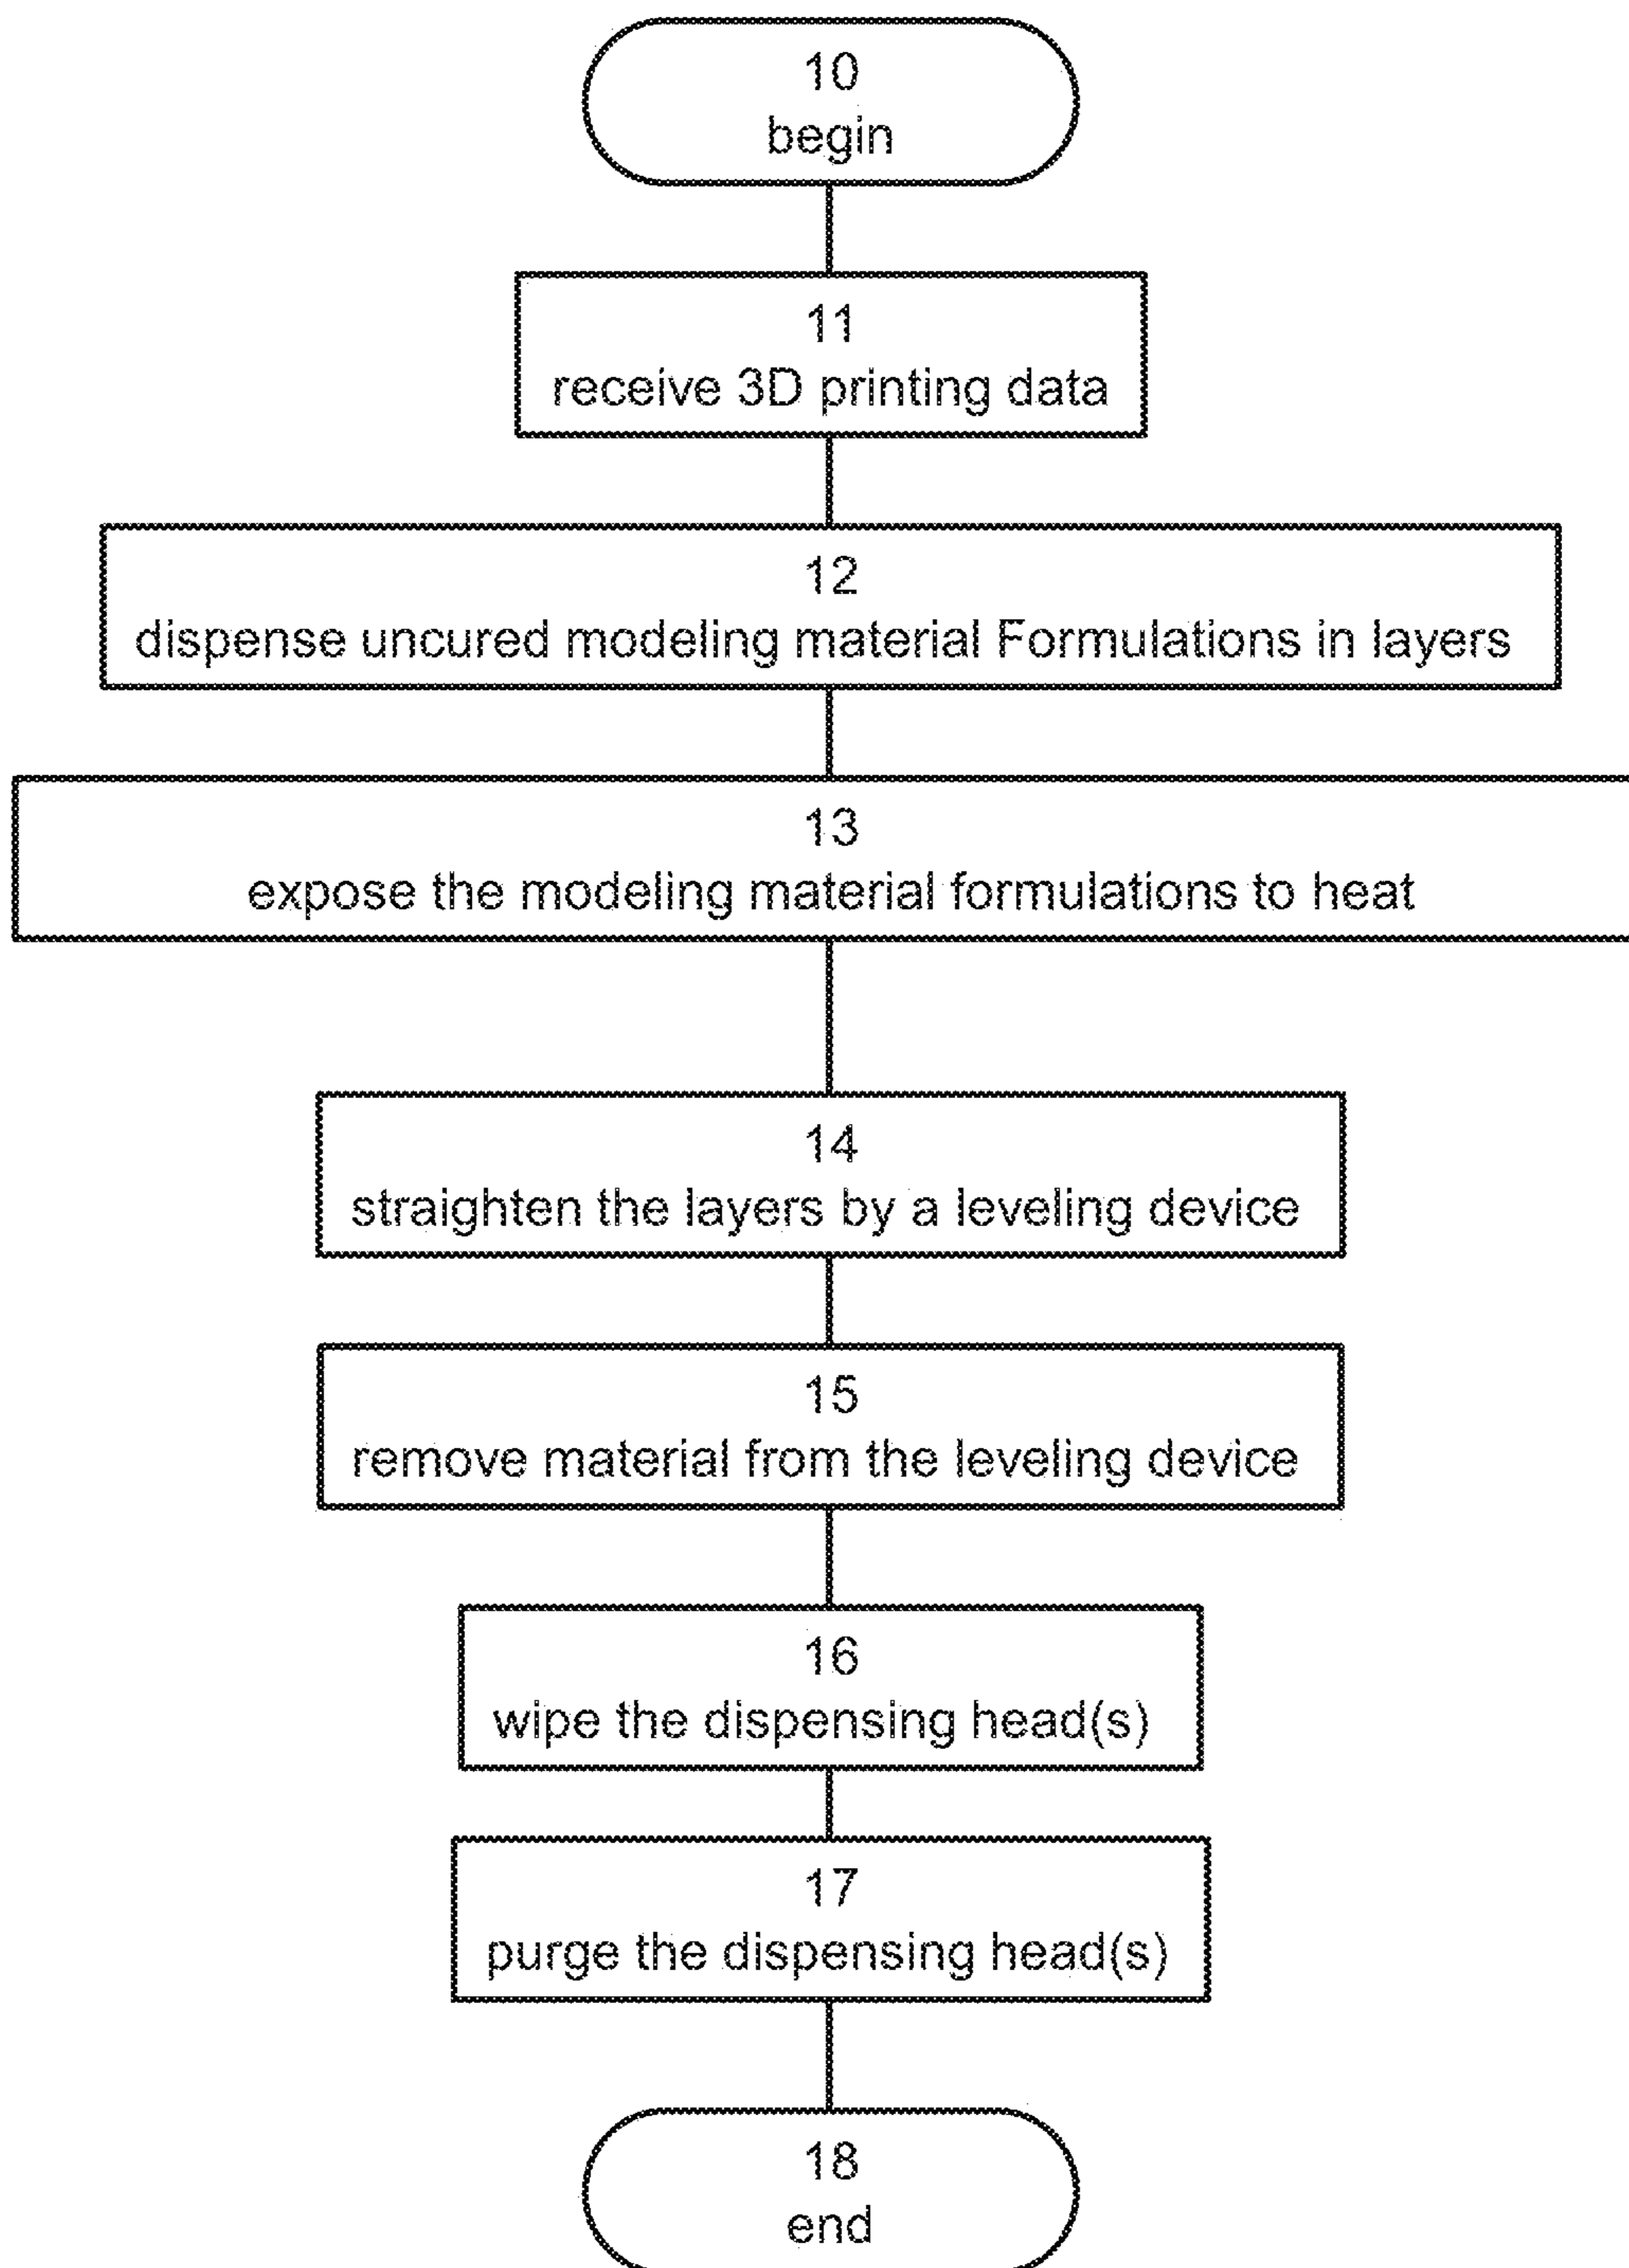 10
begin
11
receive 3D printing data
12
dispense uncured modeling material Formulations in layers
13
expose the modeling material formulations to heat
14
straighten the layers by a leveling device
15
remove material from the leveling device
16
wipe the dispensing head(s)
17
purge the dispensing head(s)
18
end